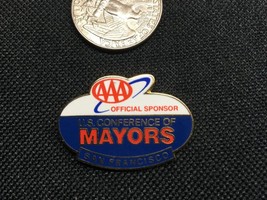 AAA
OFFICIAL SPONSOR
U.S. CONFERENCE OF
MAYORS
SAN FRANCISCO